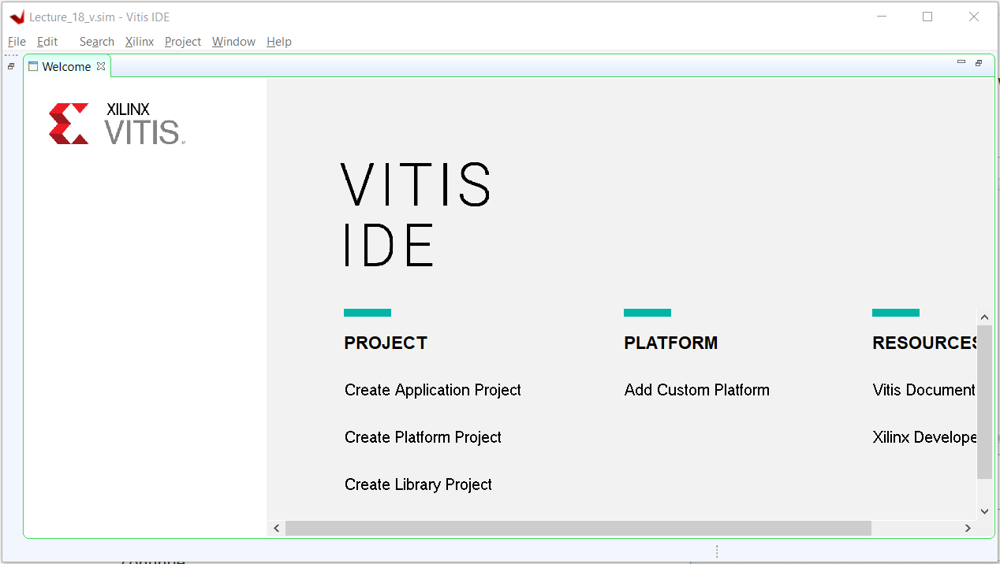 Lecture_18_v.sim - Vitis IDE
File Edit Search Xilinx Project Window Help
Welcome
XILINX
VITIS
VITIS
IDE
PROJECT
PLATFORM
RESOURCES
Create Application Project
Add Custom Platform
Vitis Document
Create Platform Project
Xilinx Develope
Create Library Project